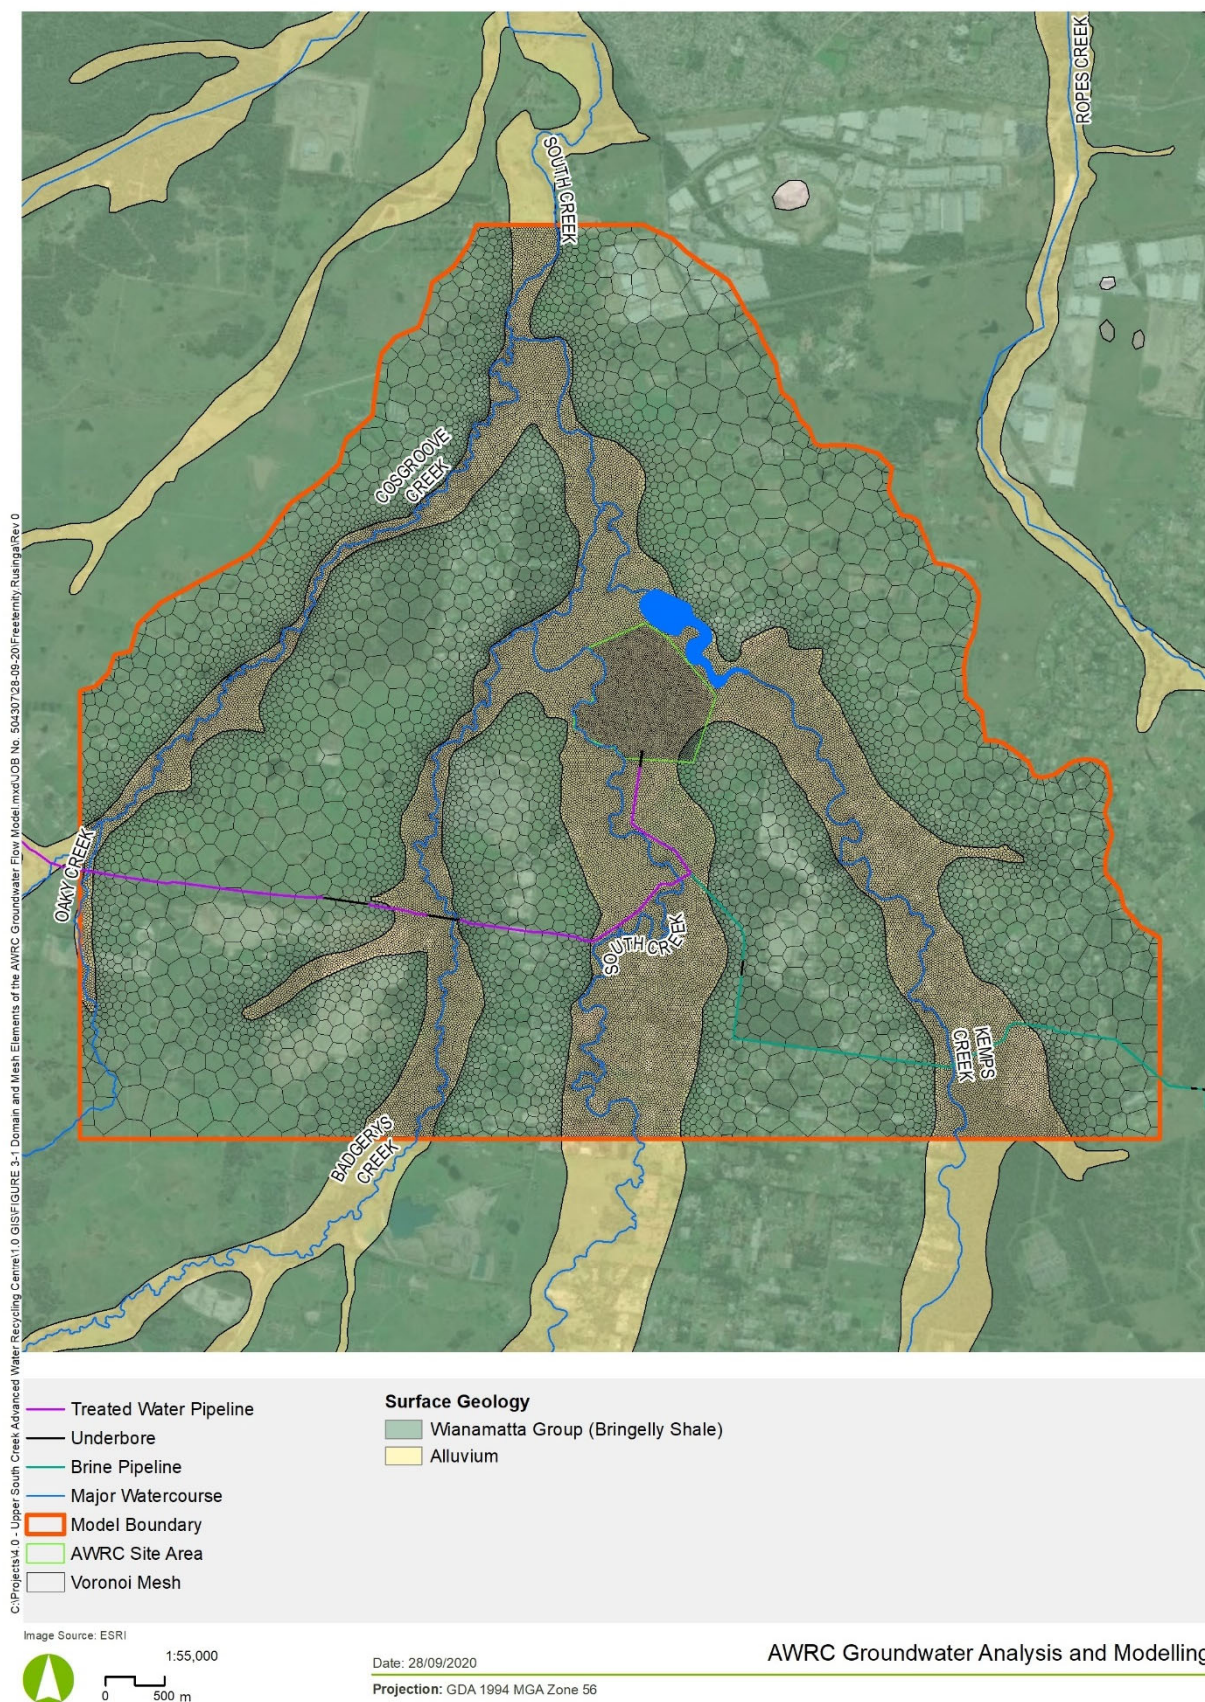 ROPES CREEK
SOUTH CREEK
COSGROOVE
CREEK
OAKY CREEK
SOUTH CREEK
KEMPS
CREEK
BADGERYS
CREEK
C:\Projects\4.0 - Upper South Creek Advanced Water Recycling Centre\1.0 GIS\FIGURE 3-1 Domain and Mesh Elements of the AWRC Groundwater Flow Model.mxd\JOB No. 504307\28-09-20\Freeternity.Rusinga\Rev 0
Treated Water Pipeline
Underbore
Brine Pipeline
Major Watercourse
Model Boundary
AWRC Site Area
Voronoi Mesh
Surface Geology
Wianamatta Group (Bringelly Shale)
Alluvium
Image Source: ESRI
1:55,000
0 500 m
Date: 28/09/2020
Projection: GDA 1994 MGA Zone 56
AWRC Groundwater Analysis and Modelling